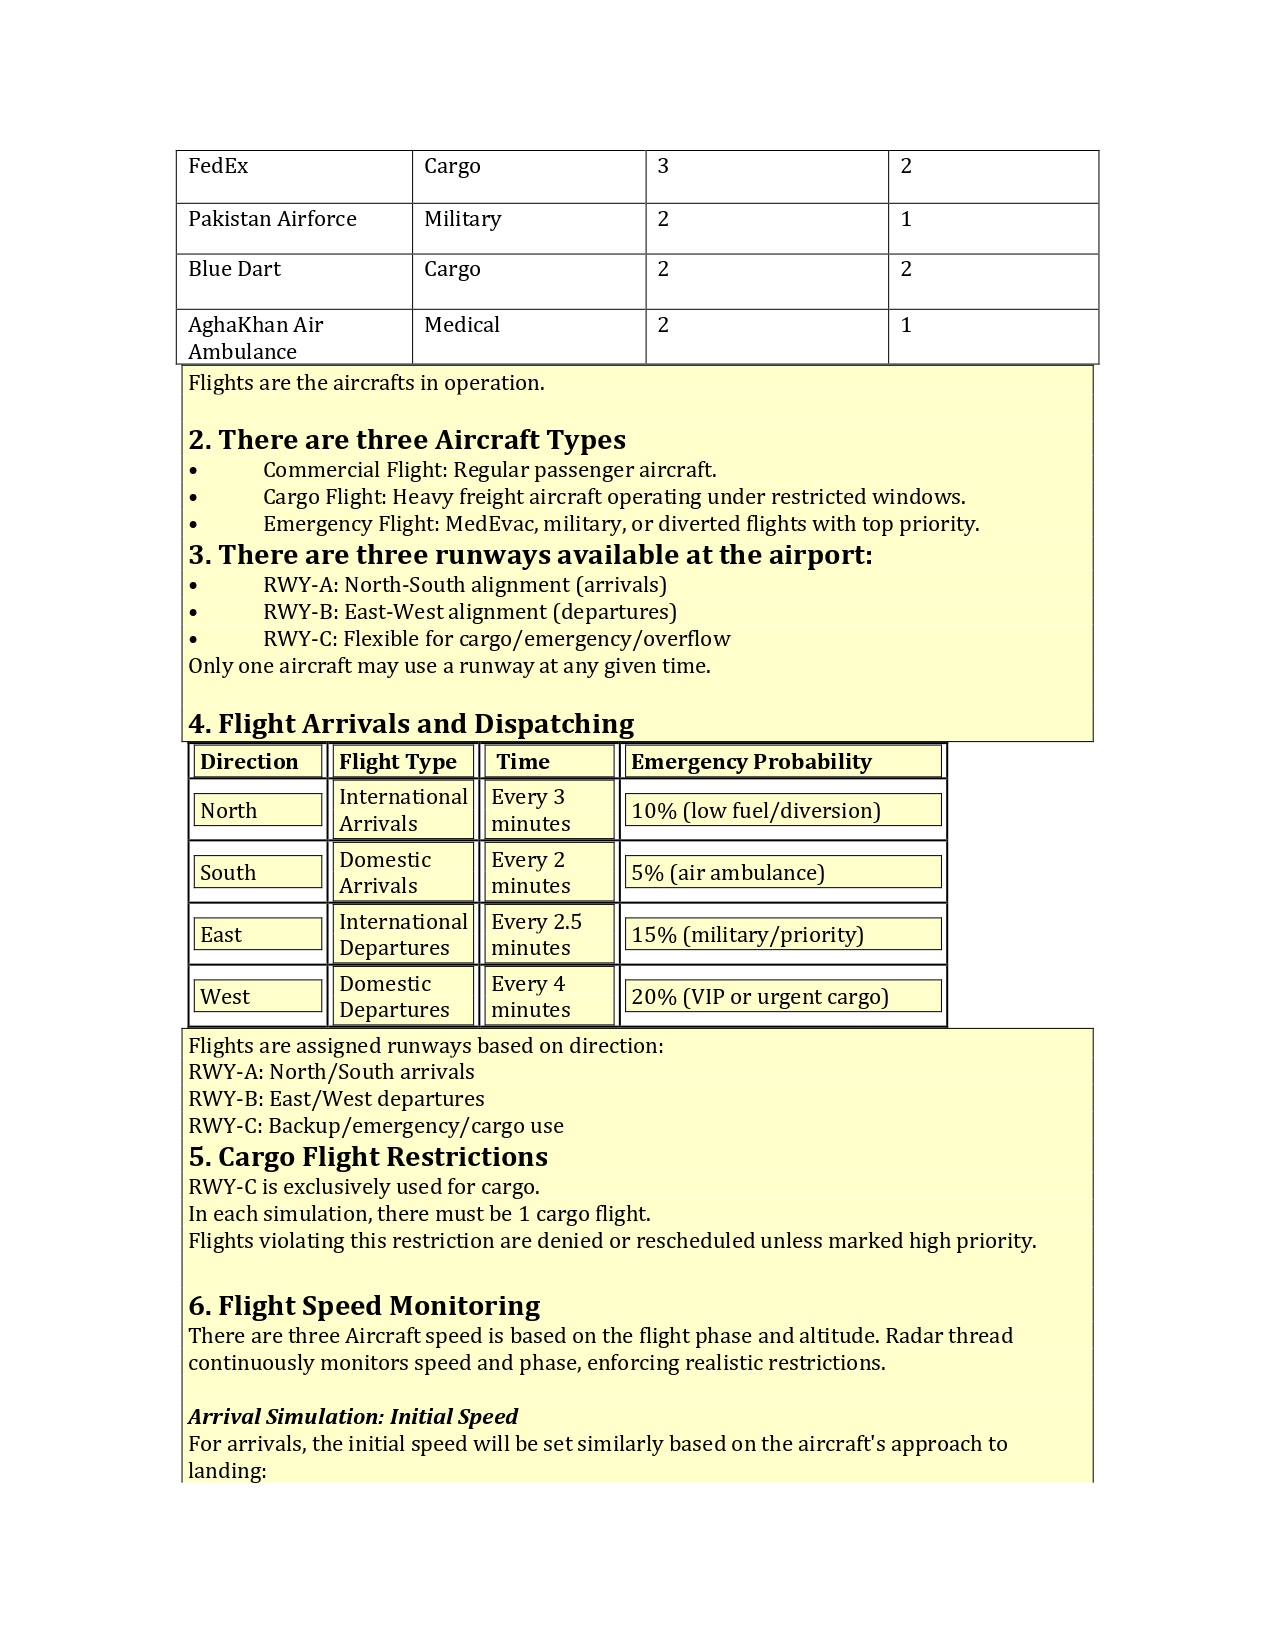 FedEx Cargo 3 2
Pakistan Airforce Military 2 1
Blue Dart Cargo 2 2
AghaKhan Air Medical 2 1
Ambulance
Flights are the aircrafts in operation.
2. There are three Aircraft Types
• Commercial Flight: Regular passenger aircraft.
• Cargo Flight: Heavy freight aircraft operating under restricted windows.
• Emergency Flight: MedEvac, military, or diverted flights with top priority.
3. There are three runways available at the airport:
• RWY-A: North-South alignment (arrivals)
• RWY-B: East-West alignment (departures)
• RWY-C: Flexible for cargo/emergency/overflow
Only one aircraft may use a runway at any given time.
4. Flight Arrivals and Dispatching
Direction Flight Type Time Emergency Probability
North International Arrivals Every 3 minutes 10% (low fuel/diversion)
South Domestic Arrivals Every 2 minutes 5% (air ambulance)
East International Departures Every 2.5 minutes 15% (military/priority)
West Domestic Departures Every 4 minutes 20% (VIP or urgent cargo)
Flights are assigned runways based on direction:
RWY-A: North/South arrivals
RWY-B: East/West departures
RWY-C: Backup/emergency/cargo use
5. Cargo Flight Restrictions
RWY-C is exclusively used for cargo.
In each simulation, there must be 1 cargo flight.
Flights violating this restriction are denied or rescheduled unless marked high priority.
6. Flight Speed Monitoring
There are three Aircraft speed is based on the flight phase and altitude. Radar thread
continuously monitors speed and phase, enforcing realistic restrictions.
Arrival Simulation: Initial Speed
For arrivals, the initial speed will be set similarly based on the aircraft's approach to
landing: